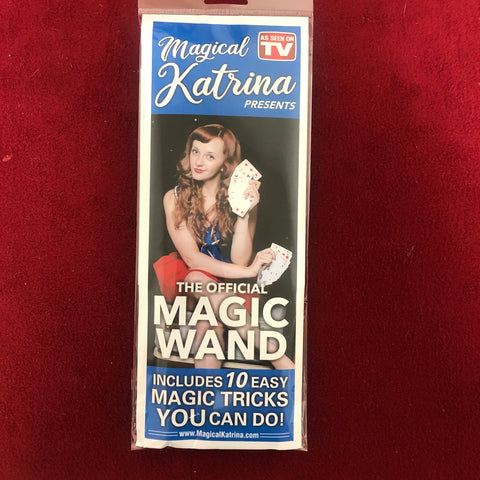 Magical
AS SEEN ON
TV
Katrina
PRESENTS
THE OFFICIAL
MAGIC
WAND
INCLUDES 10 EASY
MAGIC TRICKS
YOU CAN DO!
www.MagicalKatrina.com